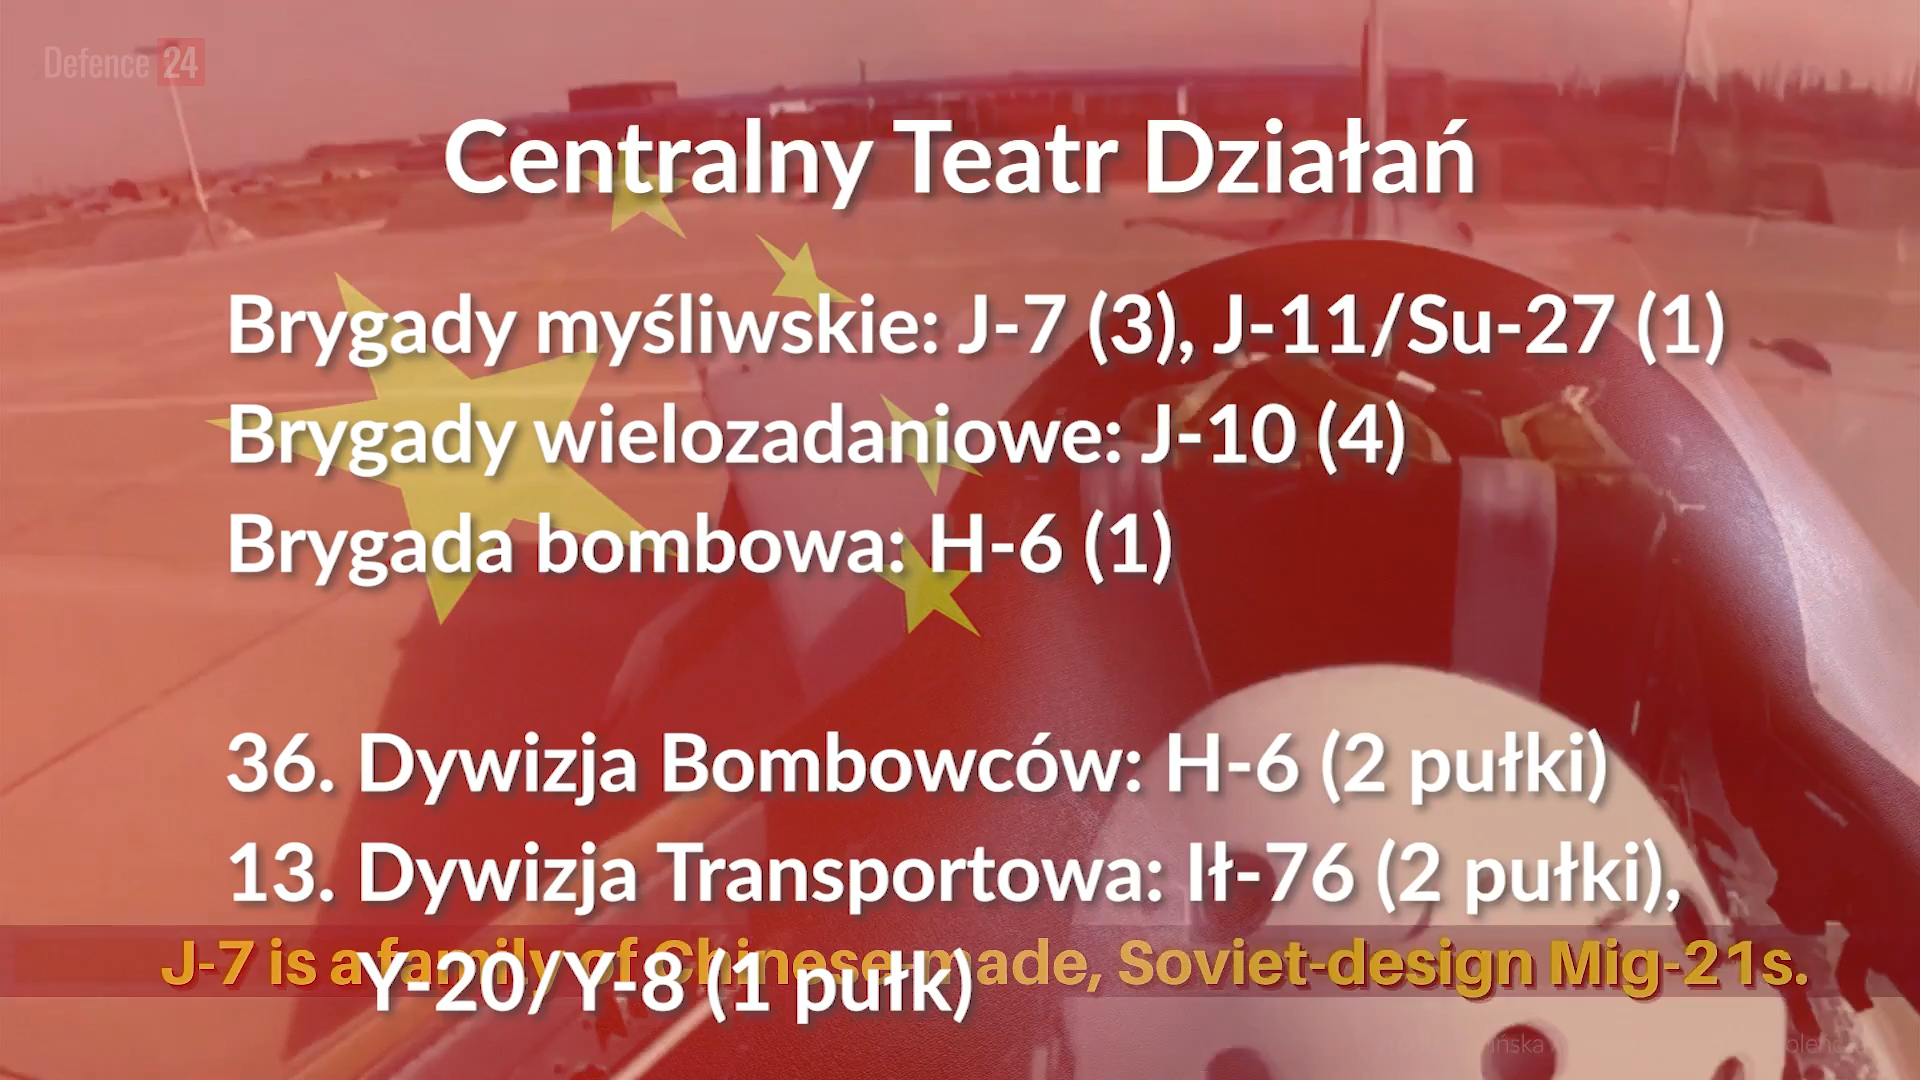 Defence 24
Centralny Teatr Działań
Brygady myśliwskie: J-7 (3), J-11/Su-27 (1)
Brygady wielozadaniowe: J-10 (4)
Brygada bombowa: H-6 (1)
36. Dywizja Bombowców: H-6 (2 pułki)
13. Dywizja Transportowa: Ił-76 (2 pułki),
J-7 is a family of Chinese-made, Soviet-design Mig-21s.
Y-20/Y-8 (1 pułk)